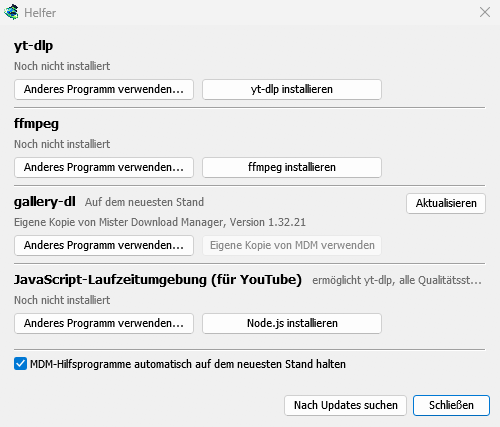 Helfer
yt-dlp
Noch nicht installiert
Anderes Programm verwenden... yt-dlp installieren
ffmpeg
Noch nicht installiert
Anderes Programm verwenden... ffmpeg installieren
gallery-dl Auf dem neuesten Stand Aktualisieren
Eigene Kopie von Mister Download Manager, Version 1.32.21
Anderes Programm verwenden... Eigene Kopie von MDM verwenden
JavaScript-Laufzeitumgebung (für YouTube) ermöglicht yt-dlp, alle Qualitätsst...
Noch nicht installiert
Anderes Programm verwenden... Node.js installieren
MDM-Hilfsprogramme automatisch auf dem neuesten Stand halten
Nach Updates suchen Schließen